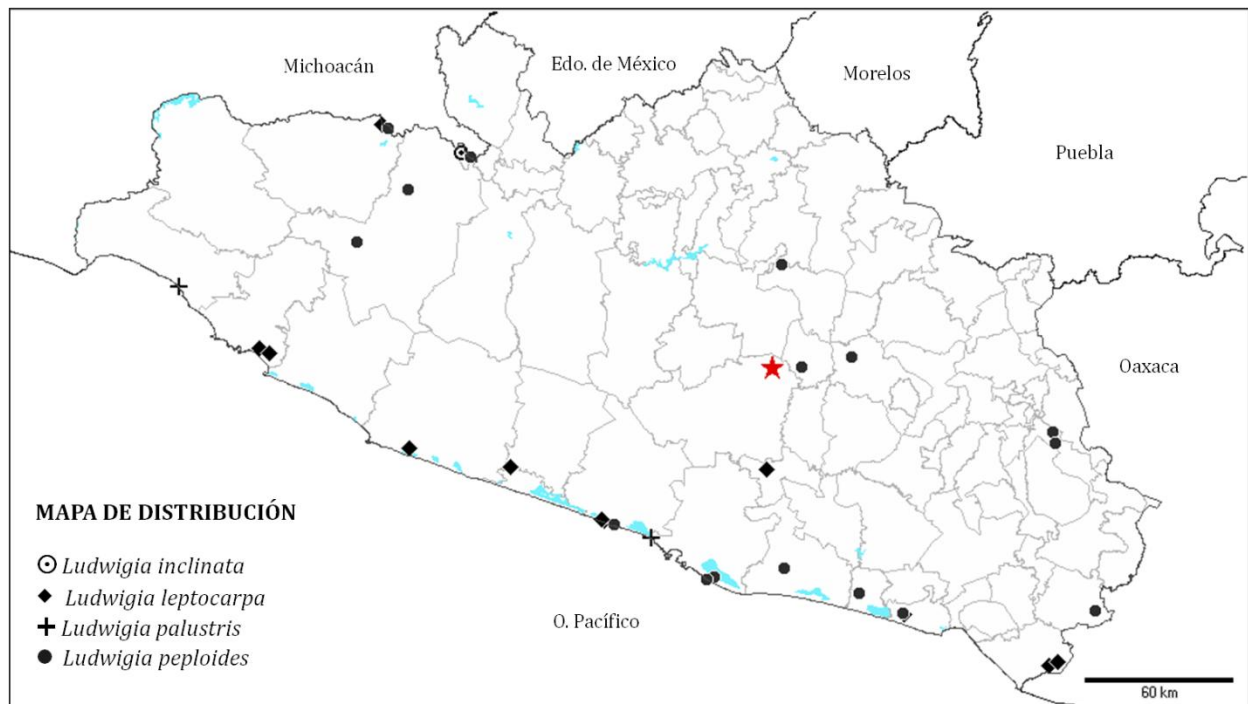 Michoacán
Edo. de México
Morelos
Puebla
Oaxaca
O. Pacífico
MAPA DE DISTRIBUCIÓN
Ludwigia inclinata
Ludwigia leptocarpa
Ludwigia palustris
Ludwigia peploides
60 km